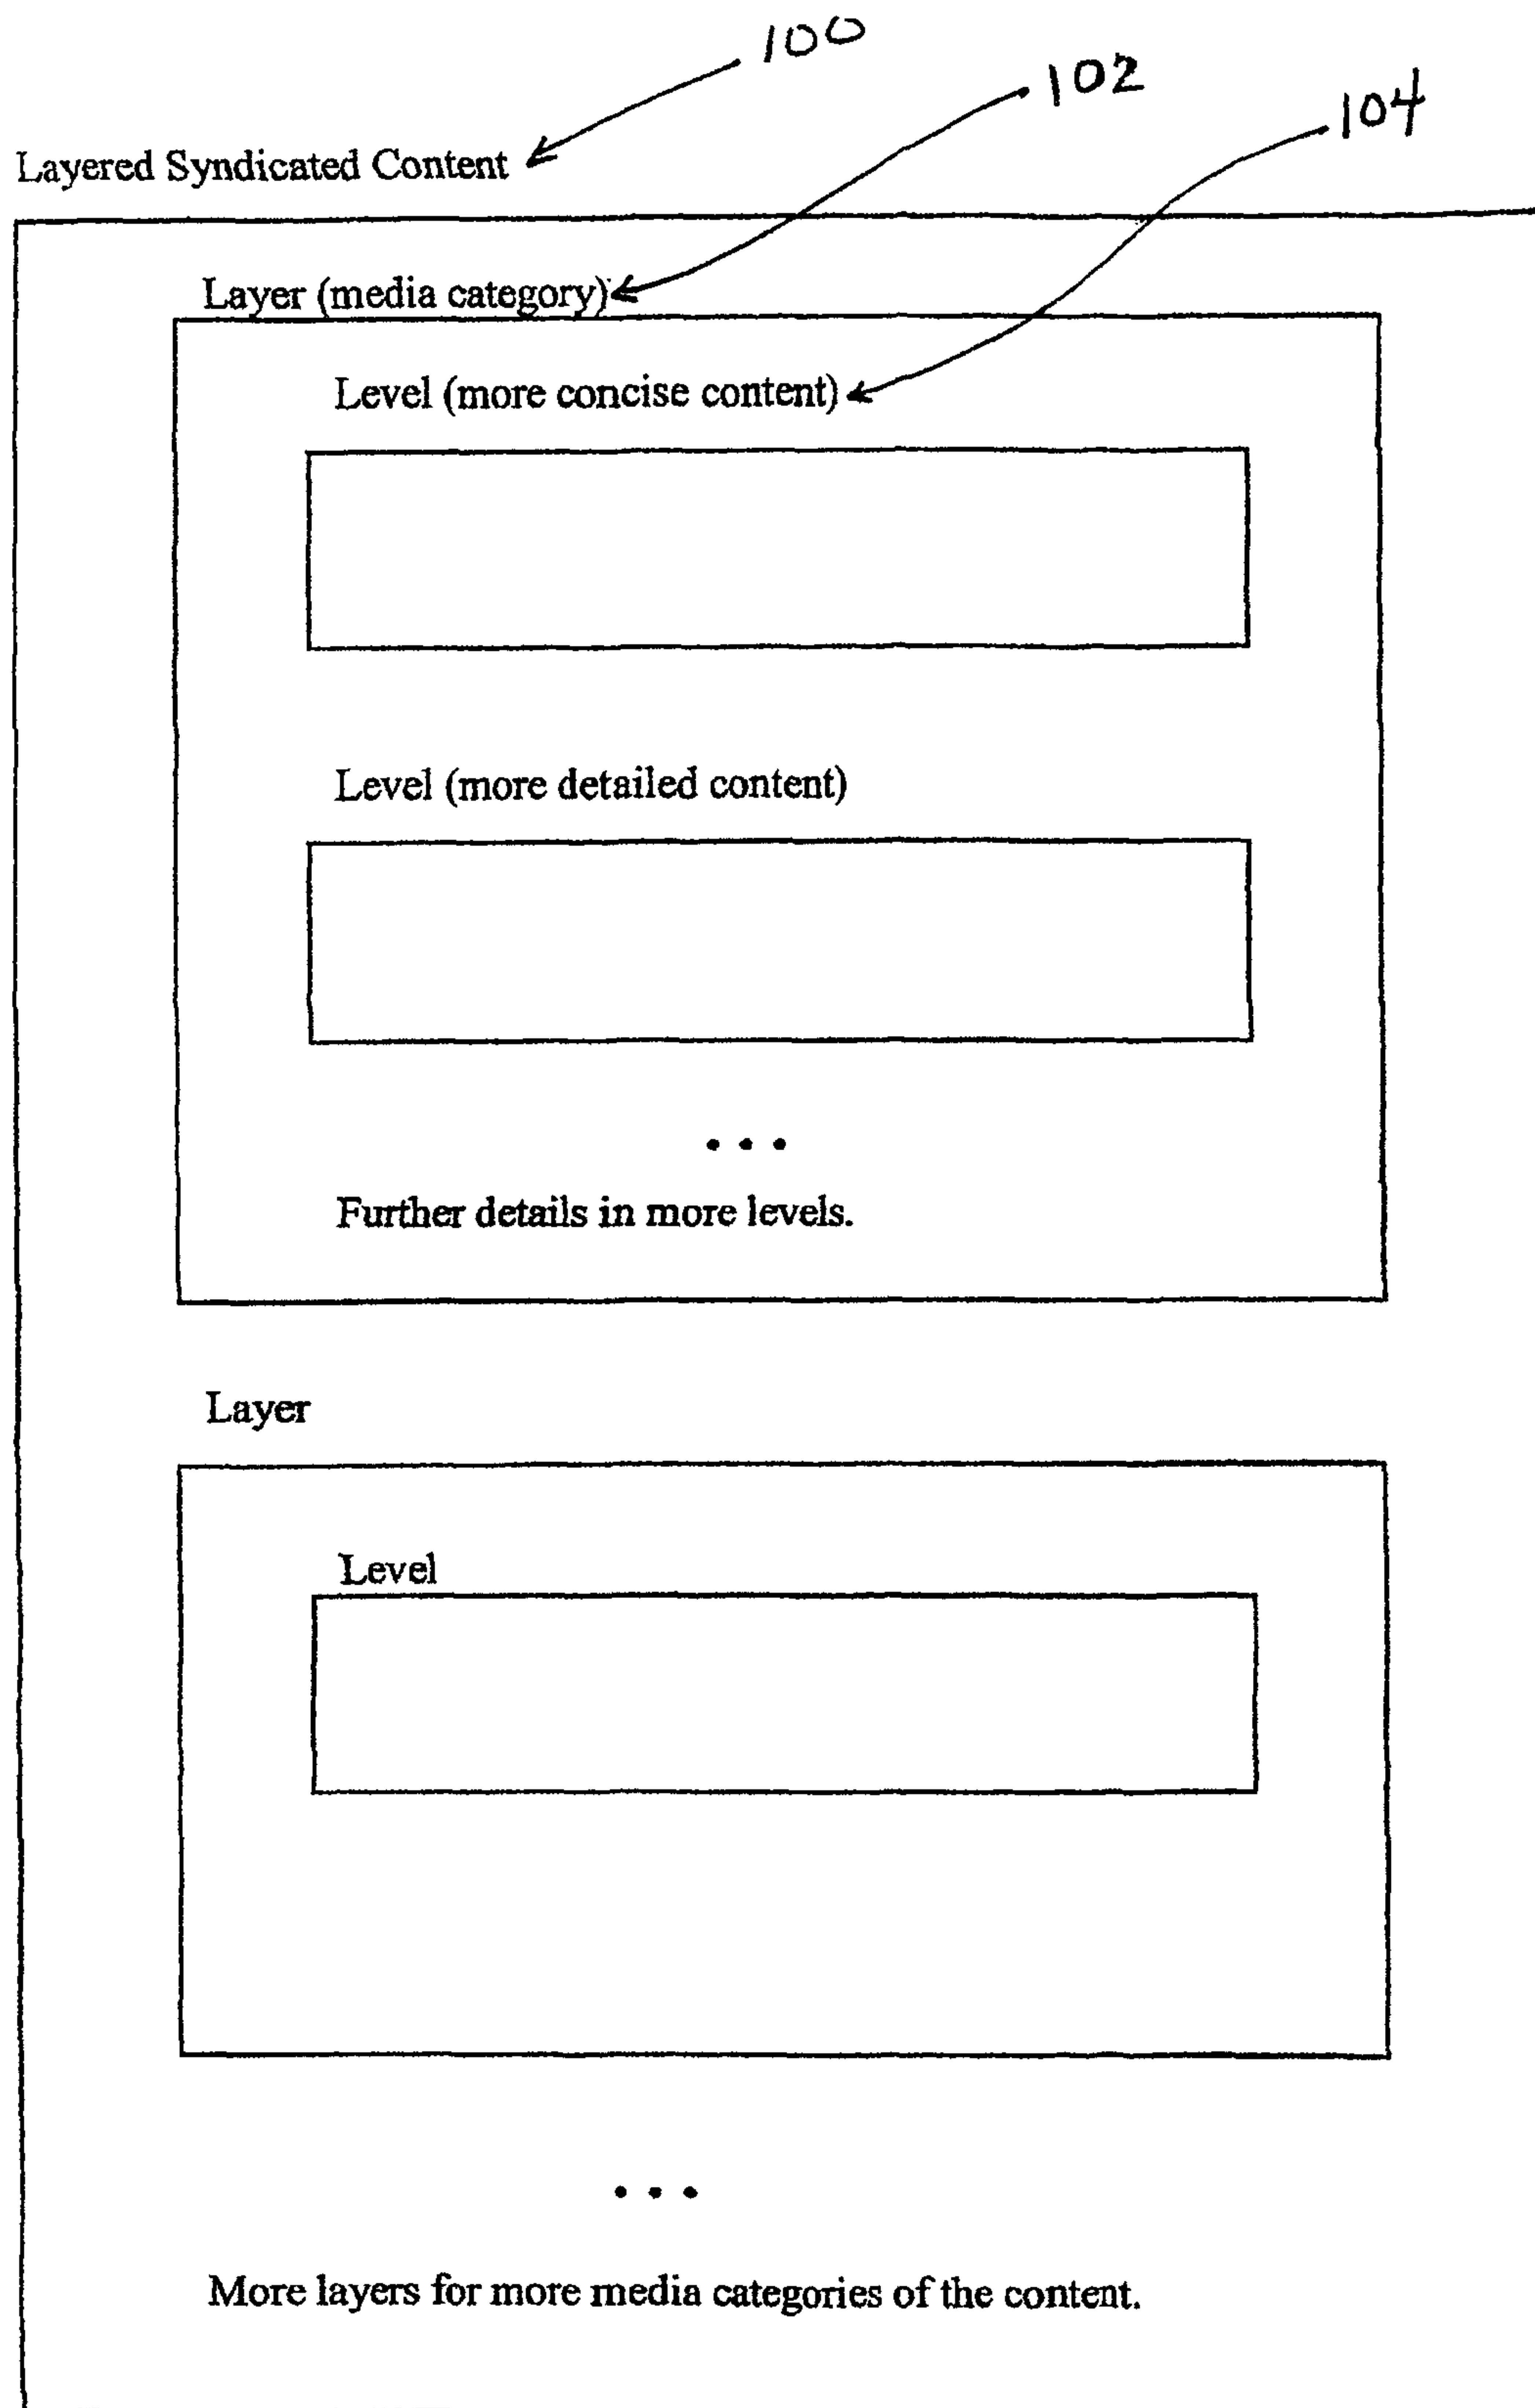 100
102
104
Layered Syndicated Content
Layer (media category)
Level (more concise content)
Level (more detailed content)
• • •
Further details in more levels.
Layer
Level
• • •
More layers for more media categories of the content.